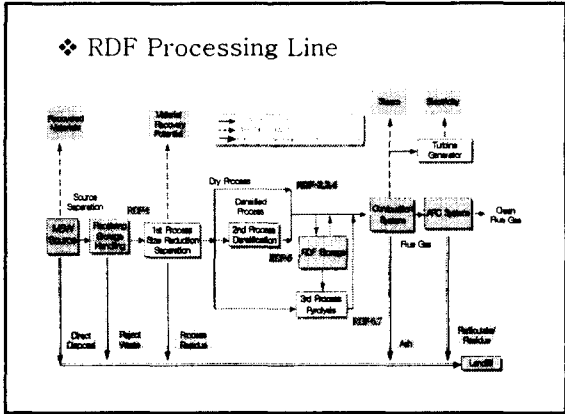 ❖ RDF Processing Line
Recovered
Materials
Material
Recovery
Potential
Steam
Electricity
Turbine
Generator
Dry Process
RDF-2,3,4
Source
Separation
RDF-1
Densified
Process
MSW
Source
Receiving
Storage
Handling
1st Process
Size Reduction
Separation
2nd Process
Densification
Combustion
System
APC System
Clean
Flue Gas
RDF-5
RDF Storage
Flue Gas
3rd Process
Pyrolysis
RDF-6,7
Direct
Disposal
Reject
Waste
Process
Residue
Ash
Particulate/
Residue
Landfill